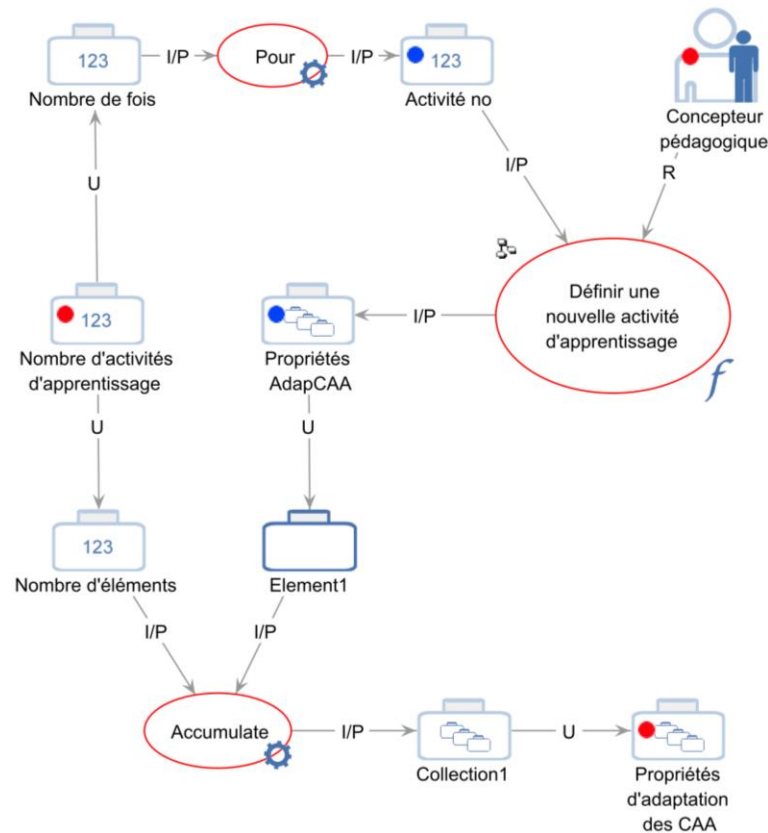 123
I/P
Pour
I/P
123
Nombre de fois
Activité no
Concepteur
pédagogique
I/P
R
U
Définir une
nouvelle activité
d'apprentissage
f
123
I/P
Nombre d'activités
d'apprentissage
Propriétés
AdapCAA
U
U
123
Nombre d'éléments
Element1
I/P
I/P
Accumulate
I/P
U
Collection1
Propriétés
d'adaptation
des CAA